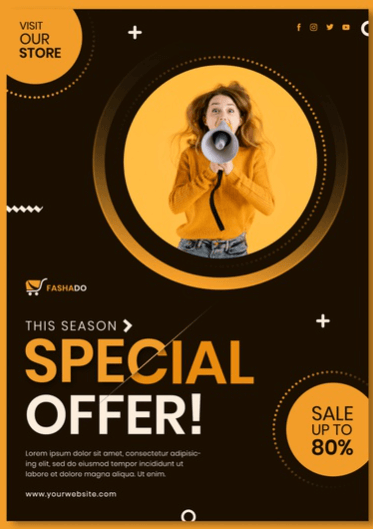 VISIT
OUR
STORE
FASHADO
THIS SEASON
SPECIAL
OFFER!
SALE
UP TO
80%
Lorem ipsum dolor sit amet, consectetur adipisic-
ing elit, sed do eiusmod tempor incididunt ut
labore et dolore magna aliqua. Ut enim.
www.yourwebsite.com